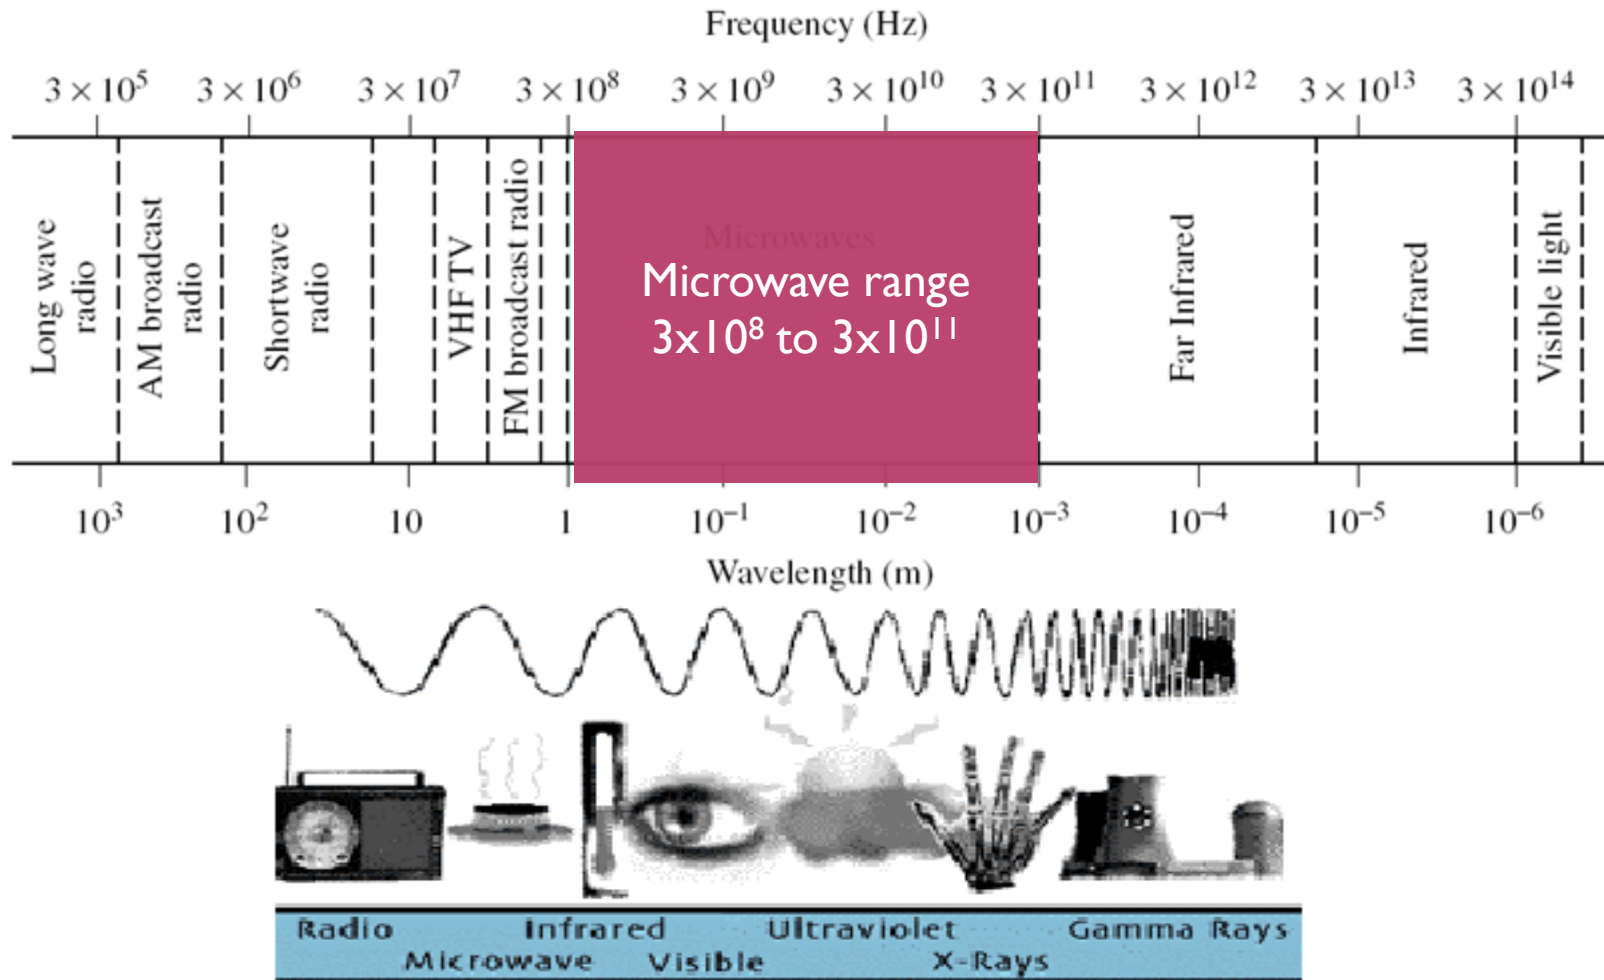 Frequency (Hz)
3 × 10⁵ 3 × 10⁶ 3 × 10⁷ 3 × 10⁸ 3 × 10⁹ 3 × 10¹⁰ 3 × 10¹¹ 3 × 10¹² 3 × 10¹³ 3 × 10¹⁴
Long wave
radio
AM broadcast
radio
Shortwave
radio
VHF TV
FM broadcast radio
Microwaves
Microwave range
3x10⁸ to 3x10¹¹
Far Infrared
Infrared
Visible light
10³ 10² 10 1 10⁻¹ 10⁻² 10⁻³ 10⁻⁴ 10⁻⁵ 10⁻⁶
Wavelength (m)
Radio Infrared Ultraviolet Gamma Rays
Microwave Visible X-Rays